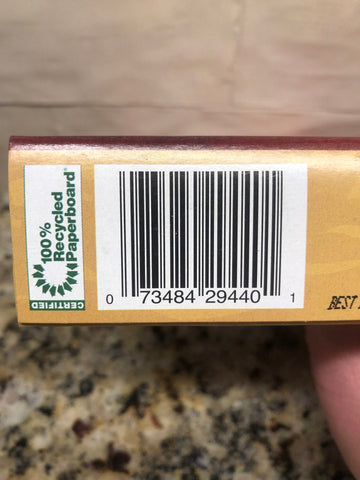 100%
Recycled
Paperboard
CERTIFIED
0 73484 29440 1
BEST